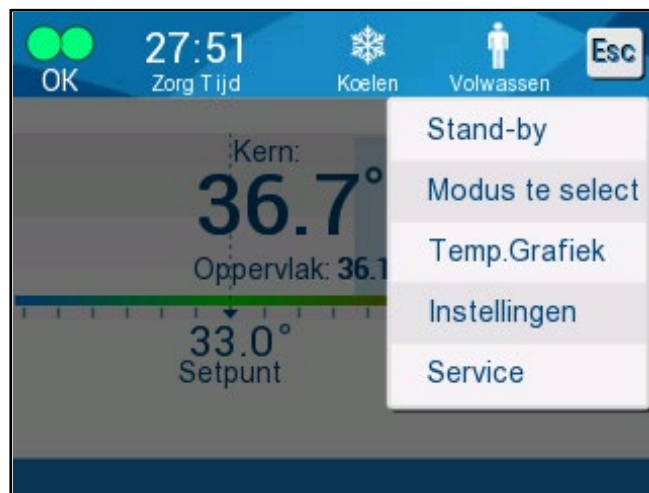 27:51
OK
Zorg Tijd
Koelen
Volwassen
Esc
Kern:
36.7°
Oppervlak: 36.1
33.0°
Setpunt
Stand-by
Modus te select
Temp.Grafiek
Instellingen
Service